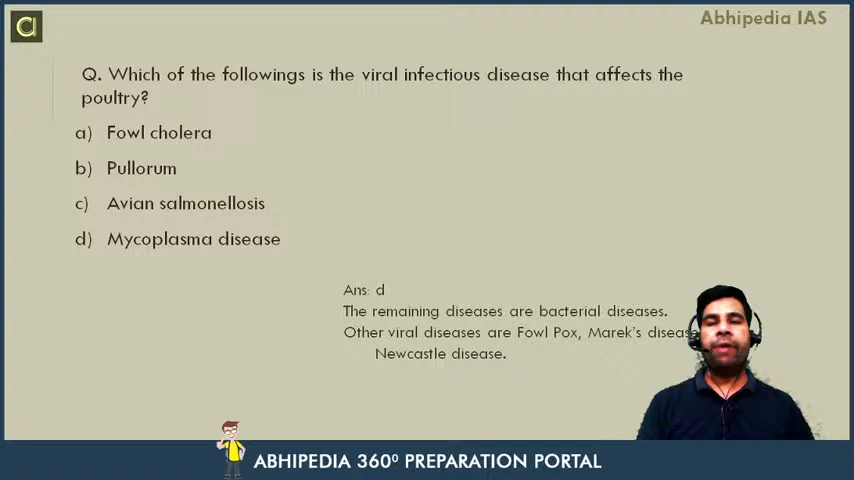 a
Abhipedia IAS
Q. Which of the followings is the viral infectious disease that affects the
poultry?
a) Fowl cholera
b) Pullorum
c) Avian salmonellosis
d) Mycoplasma disease
Ans: d
The remaining diseases are bacterial diseases.
Other viral diseases are Fowl Pox, Marek's disease
Newcastle disease.
ABHIPEDIA 360⁰ PREPARATION PORTAL